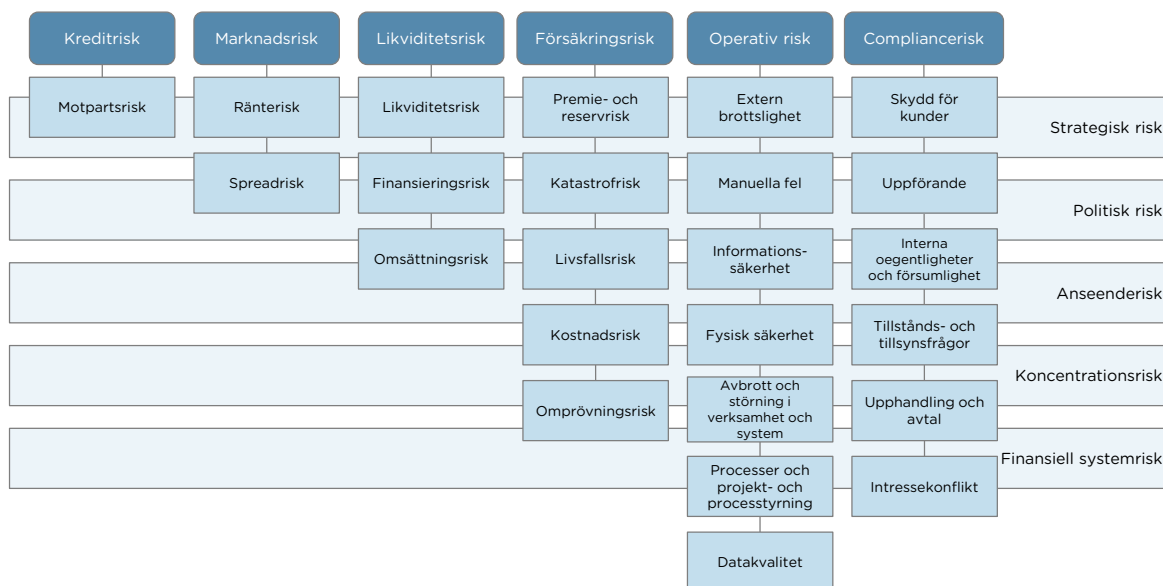 Kreditrisk
Marknadsrisk
Likviditetsrisk
Försäkringsrisk
Operativ risk
Compliancerisk
Motpartsrisk
Ränterisk
Spreadrisk
Likviditetsrisk
Finansieringsrisk
Omsättningsrisk
Premie- och
reservrisk
Katastrofrisk
Livsfallsrisk
Kostnadsrisk
Omprövningsrisk
Extern
brottslighet
Manuella fel
Informations-
säkerhet
Fysisk säkerhet
Avbrott och
störning i
verksamhet och
system
Processer och
projekt- och
processtyrning
Datakvalitet
Skydd för
kunder
Uppförande
Interna
oegentligheter
och försumlighet
Tillstånds- och
tillsynsfrågor
Upphandling och
avtal
Intressekonflikt
Strategisk risk
Politisk risk
Anseenderisk
Koncentrationsrisk
Finansiell systemrisk